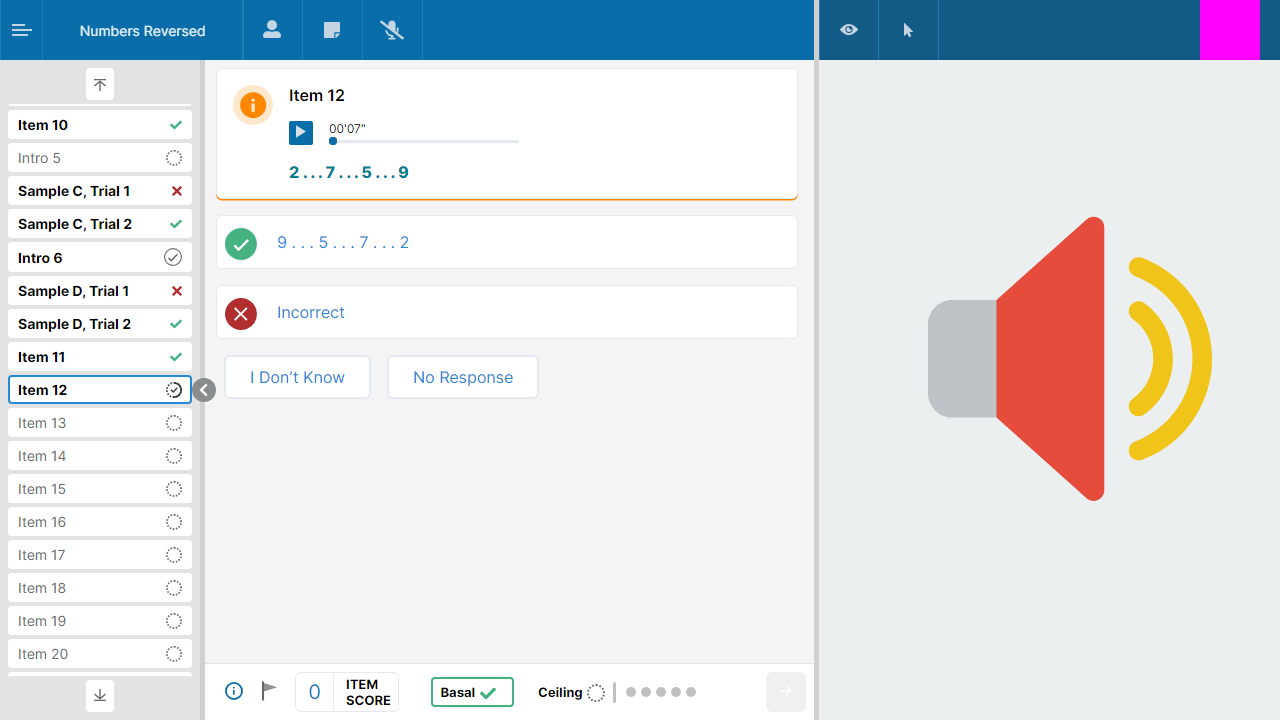 Numbers Reversed
Item 10
Intro 5
Sample C, Trial 1
Sample C, Trial 2
Intro 6
Sample D, Trial 1
Sample D, Trial 2
Item 11
Item 12
Item 13
Item 14
Item 15
Item 16
Item 17
Item 18
Item 19
Item 20
Item 12
00'07"
2 . . . 7 . . . 5 . . . 9
9 . . . 5 . . . 7 . . . 2
Incorrect
I Don’t Know
No Response
0
ITEM
SCORE
Basal
Ceiling